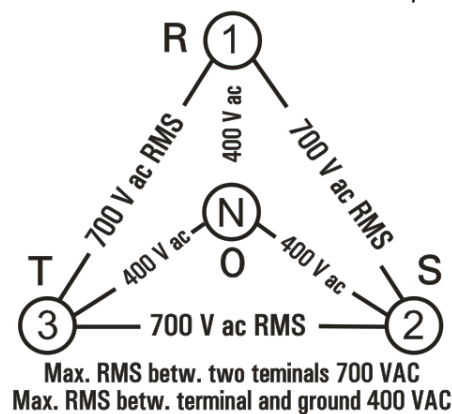 R 1
700 V ac RMS
400 V ac
700 V ac RMS
N
O
400 V ac
400 V ac
T
S
3
700 V ac RMS
2
Max. RMS betw. two teminals 700 VAC
Max. RMS betw. terminal and ground 400 VAC